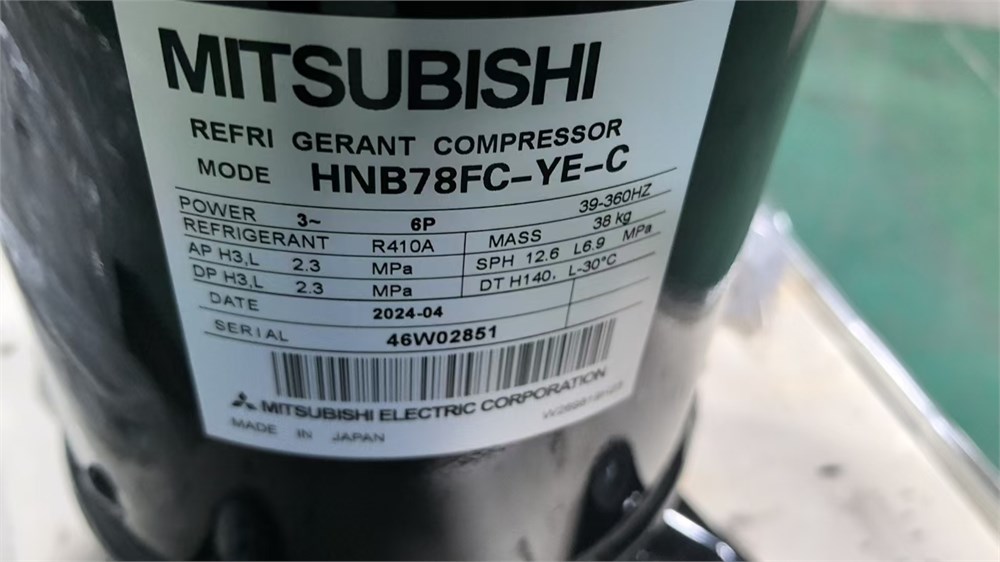 MITSUBISHI
REFRI GERANT COMPRESSOR
MODE HNB78FC-YE-C
POWER 3~ 6P 39-360HZ
REFRIGERANT R410A MASS 38 kg
AP H3,L 2.3 MPa SPH 12.6 L6.9 MPa
DP H3,L 2.3 MPa DT H140, L-30°C
DATE 2024-04
SERIAL 46W02851
MITSUBISHI ELECTRIC CORPORATION
MADE IN JAPAN